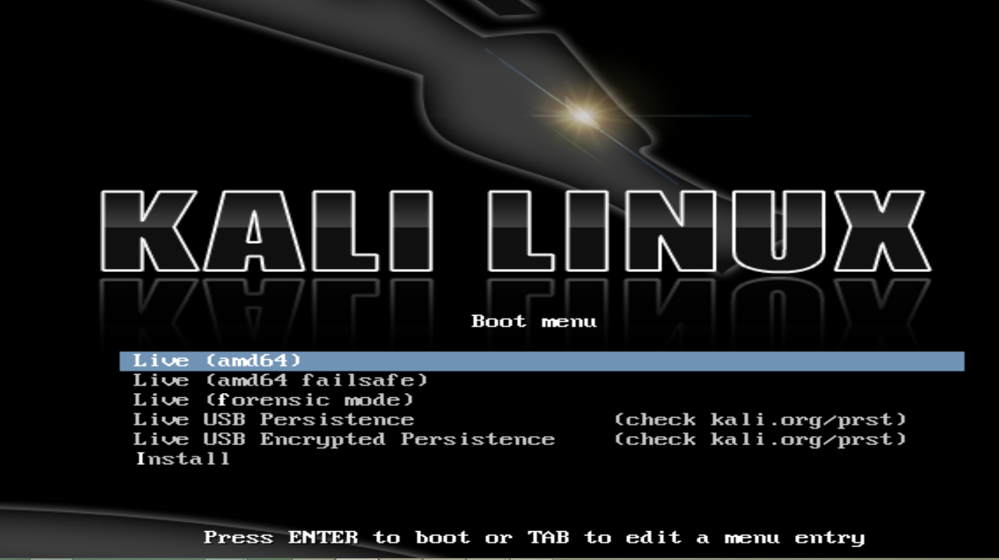 KALI LINUX
Boot menu
Live (amd64)
Live (amd64 failsafe)
Live (forensic mode)
Live USB Persistence (check kali.org/prst)
Live USB Encrypted Persistence (check kali.org/prst)
Install
Press ENTER to boot or TAB to edit a menu entry